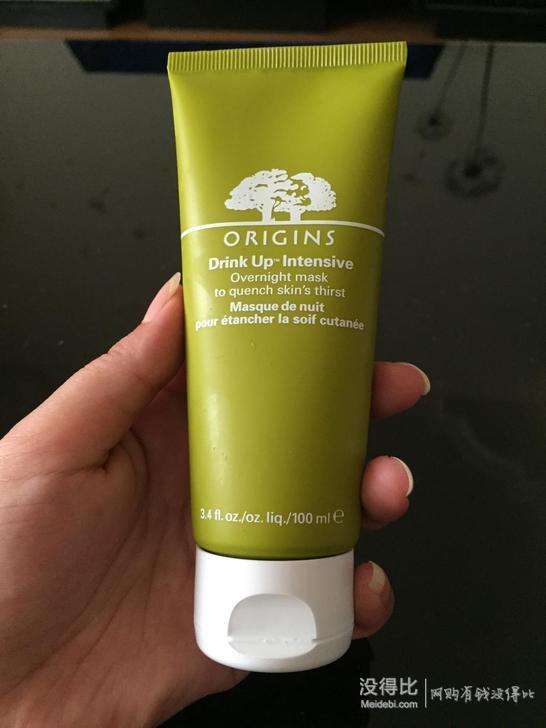 ORIGINS
Drink Up™ Intensive
Overnight mask
to quench skin's thirst
Masque de nuit
pour étancher la soif cutanée
3.4 fl. oz./oz. liq./100 ml ℮
没得比
Meidebi.com
网购有钱没得比